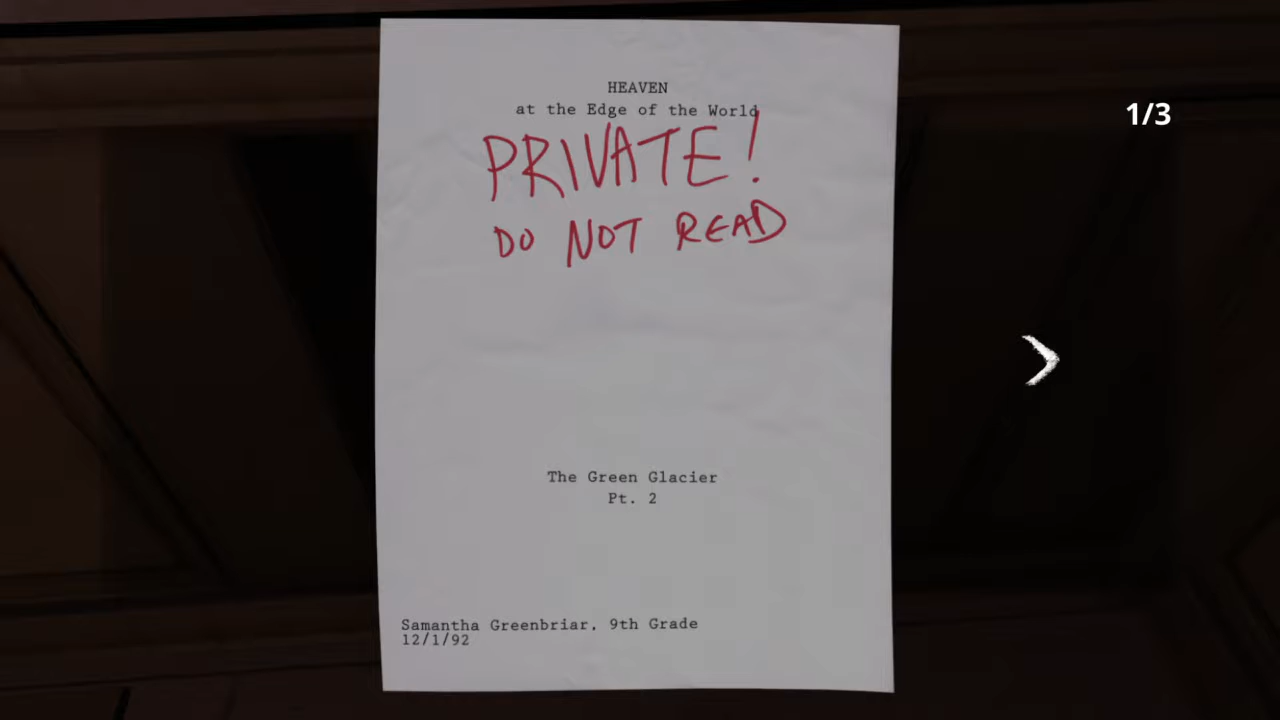 HEAVEN
at the Edge of the World
PRIVATE!
DO NOT READ
The Green Glacier
Pt. 2
Samantha Greenbriar, 9th Grade
12/1/92
1/3